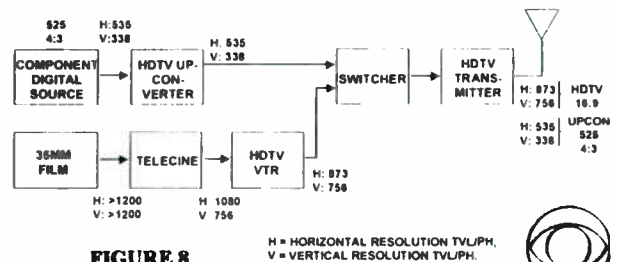 525
4:3
H:535
V:338
COMPONENT
DIGITAL
SOURCE
HDTV UP-
CON-
VERTER
H: 535
V: 338
SWITCHER
HDTV
TRANS-
MITTER
H: 873
V: 756
HDTV
16.9
H: 535
V: 338
UPCON
525
4:3
35MM
FILM
H: >1200
V: >1200
TELECINE
H 1080
V 756
HDTV
VTR
H: 873
V: 756
FIGURE 8
H = HORIZONTAL RESOLUTION TVL/PH,
V = VERTICAL RESOLUTION TVL/PH.